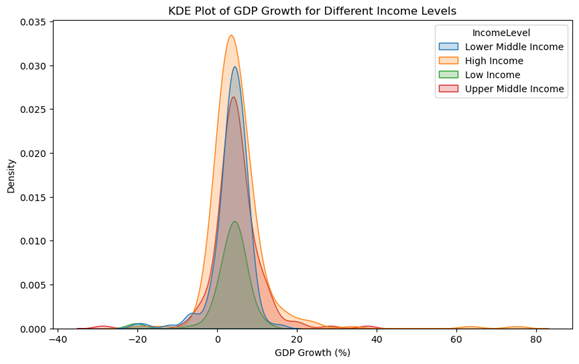 KDE Plot of GDP Growth for Different Income Levels
IncomeLevel
Lower Middle Income
High Income
Low Income
Upper Middle Income
0.035
0.030
0.025
0.020
0.015
0.010
0.005
0.000
Density
−40
−20
0
20
40
60
80
GDP Growth (%)